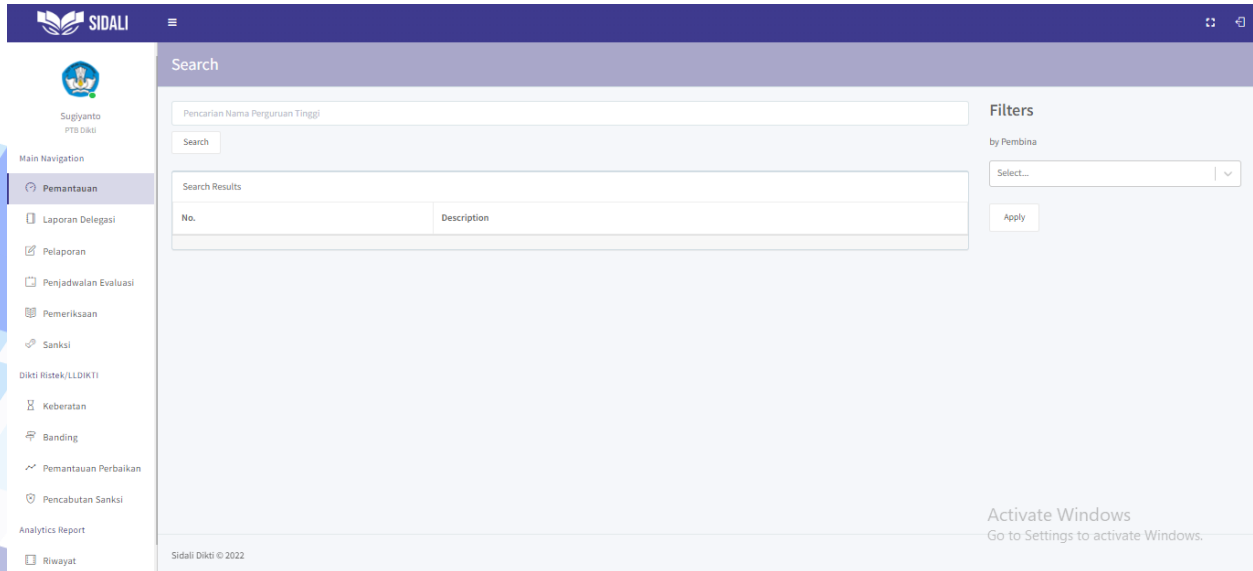 SIDALI
Sugiyanto
PTB Dikti
Main Navigation
Pemantauan
Laporan Delegasi
Pelaporan
Penjadwalan Evaluasi
Pemeriksaan
Sanksi
Dikti Ristek/LLDIKTI
Keberatan
Banding
Pemantauan Perbaikan
Pencabutan Sanksi
Analytics Report
Riwayat
Search
Pencarian Nama Perguruan Tinggi
Search
Search Results
No. Description
Filters
by Pembina
Select...
Apply
Activate Windows
Go to Settings to activate Windows.
Sidali Dikti © 2022